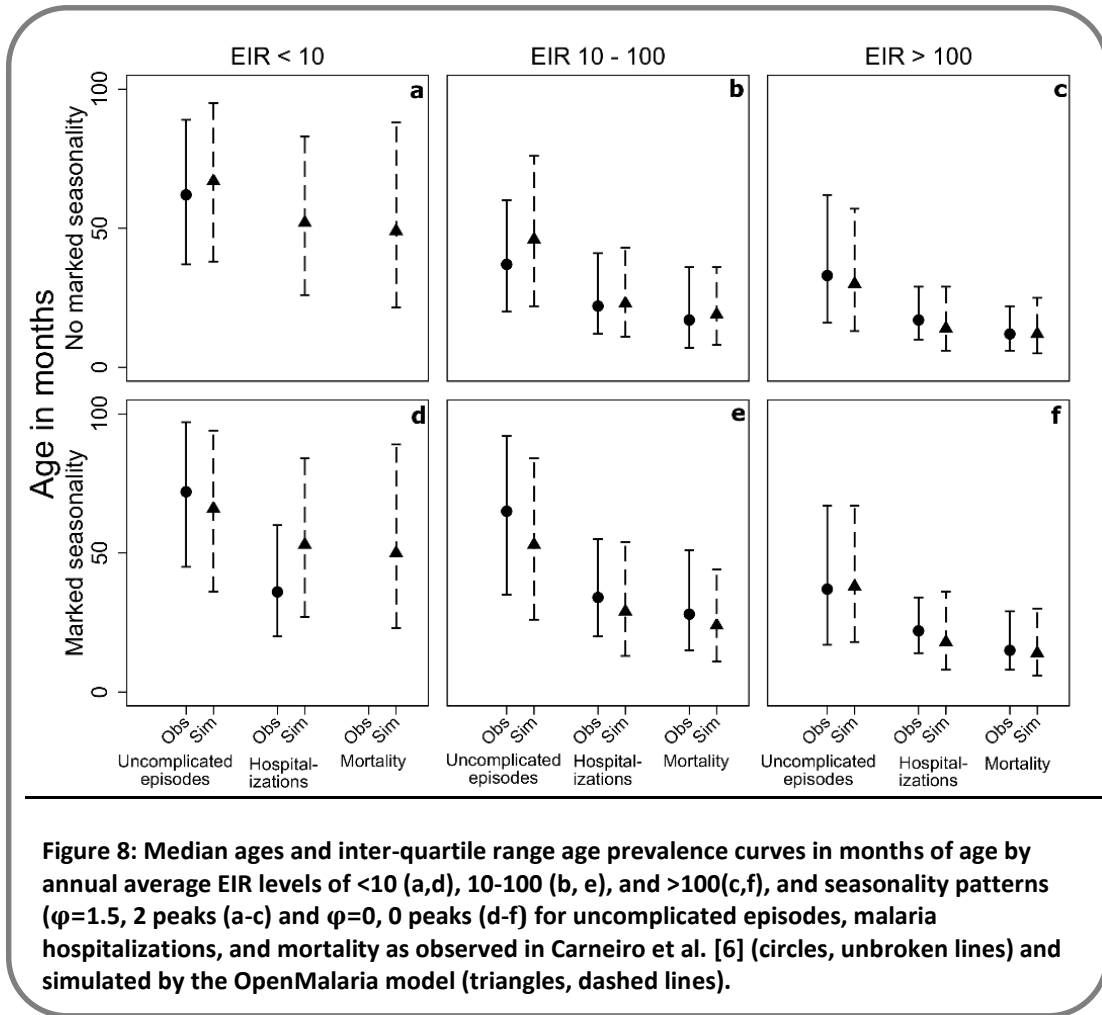 EIR < 10
EIR 10 - 100
EIR > 100
Age in months
No marked seasonality
100
50
0
a
b
c
Marked seasonality
100
50
0
d
e
f
Obs Sim Obs Sim Obs Sim
Uncomplicated episodes
Hospital-izations
Mortality
Obs Sim Obs Sim Obs Sim
Uncomplicated episodes
Hospital-izations
Mortality
Obs Sim Obs Sim Obs Sim
Uncomplicated episodes
Hospital-izations
Mortality
Figure 8: Median ages and inter-quartile range age prevalence curves in months of age by
annual average EIR levels of <10 (a,d), 10-100 (b, e), and >100(c,f), and seasonality patterns
(φ=1.5, 2 peaks (a-c) and φ=0, 0 peaks (d-f) for uncomplicated episodes, malaria
hospitalizations, and mortality as observed in Carneiro et al. [6] (circles, unbroken lines) and
simulated by the OpenMalaria model (triangles, dashed lines).